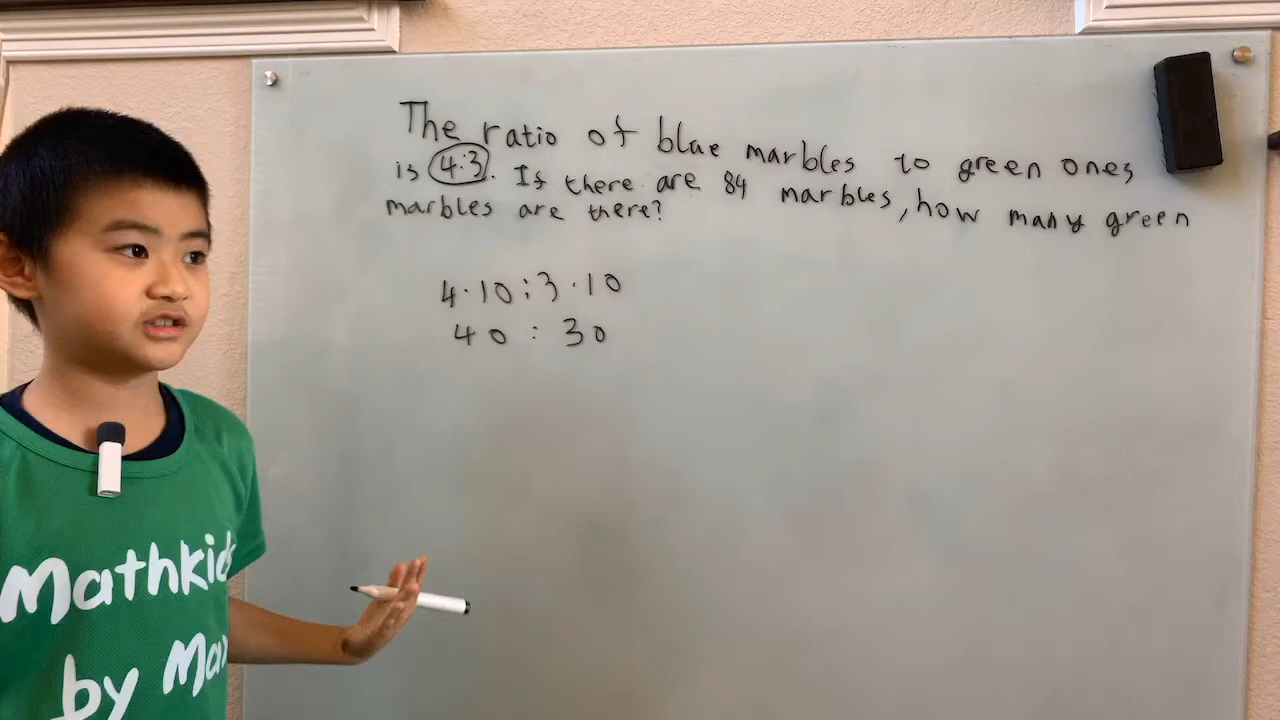 The ratio of blue marbles to green ones
is 4:3. If there are 84 marbles, how many green
marbles are there?
4·10:3·10
40 : 30
Mathkids
by Max